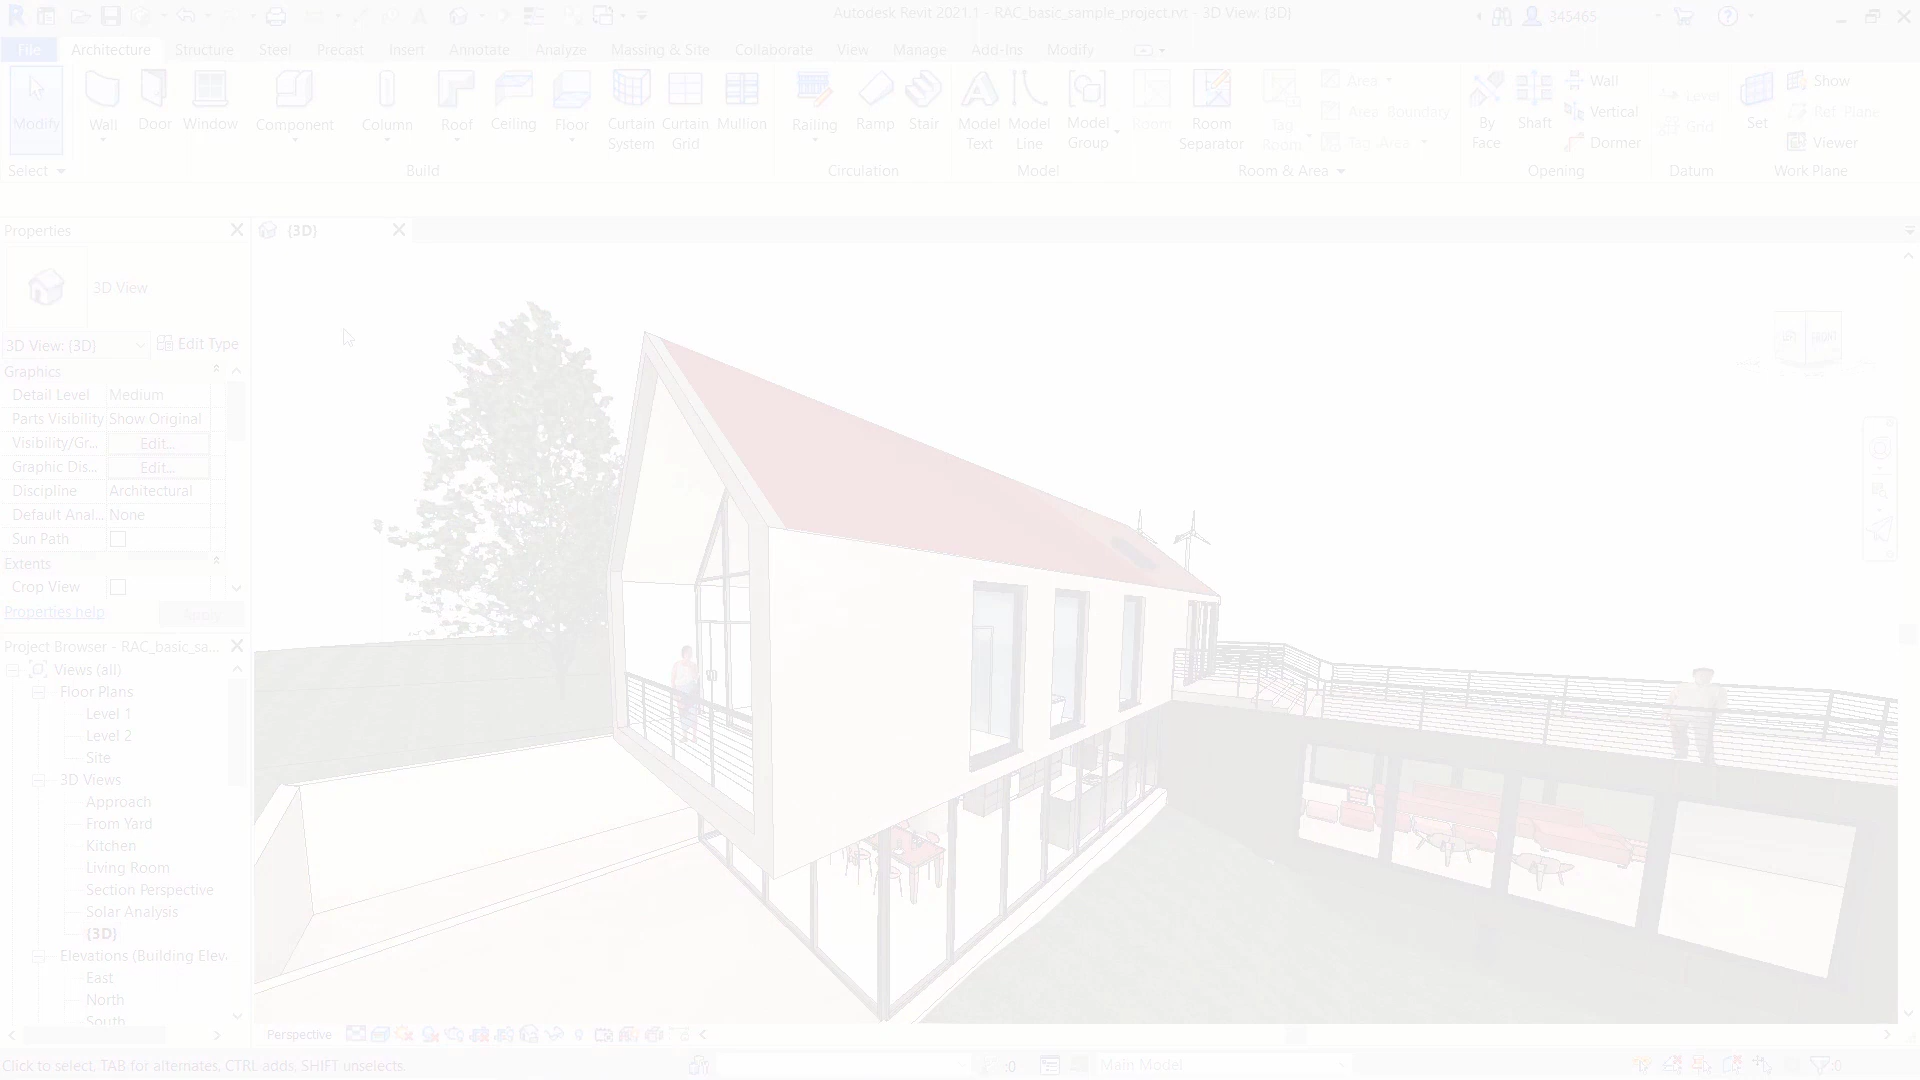 Autodesk Revit 2021.1 - RAC_basic_sample_project.rvt - 3D View: {3D}
345465
File Architecture Structure Steel Precast Insert Annotate Analyze Massing & Site Collaborate View Manage Add-Ins Modify
Modify Wall Door Window Component Column Roof Ceiling Floor Curtain System Curtain Grid Mullion Railing Ramp Stair Model Text Model Line Model Group Room Room Separator Tag Room Area Area Boundary Tag Area By Face Shaft Wall Vertical Dormer Level Grid Set Show Ref Plane Viewer
Select Build Circulation Model Room & Area Opening Datum Work Plane
Properties
{3D}
3D View
3D View: {3D} Edit Type
Graphics
Detail Level Medium
Parts Visibility Show Original
Visibility/Gr... Edit...
Graphic Dis... Edit...
Discipline Architectural
Default Anal... None
Sun Path
Extents
Crop View
Properties help Apply
FRONT
Project Browser - RAC_basic_sa...
Views (all)
Floor Plans
Level 1
Level 2
Site
3D Views
Approach
From Yard
Kitchen
Living Room
Section Perspective
Solar Analysis
{3D}
Elevations (Building Elev
East
North
South
Perspective
Click to select, TAB for alternates, CTRL adds, SHIFT unselects.
:0
Main Model
:0